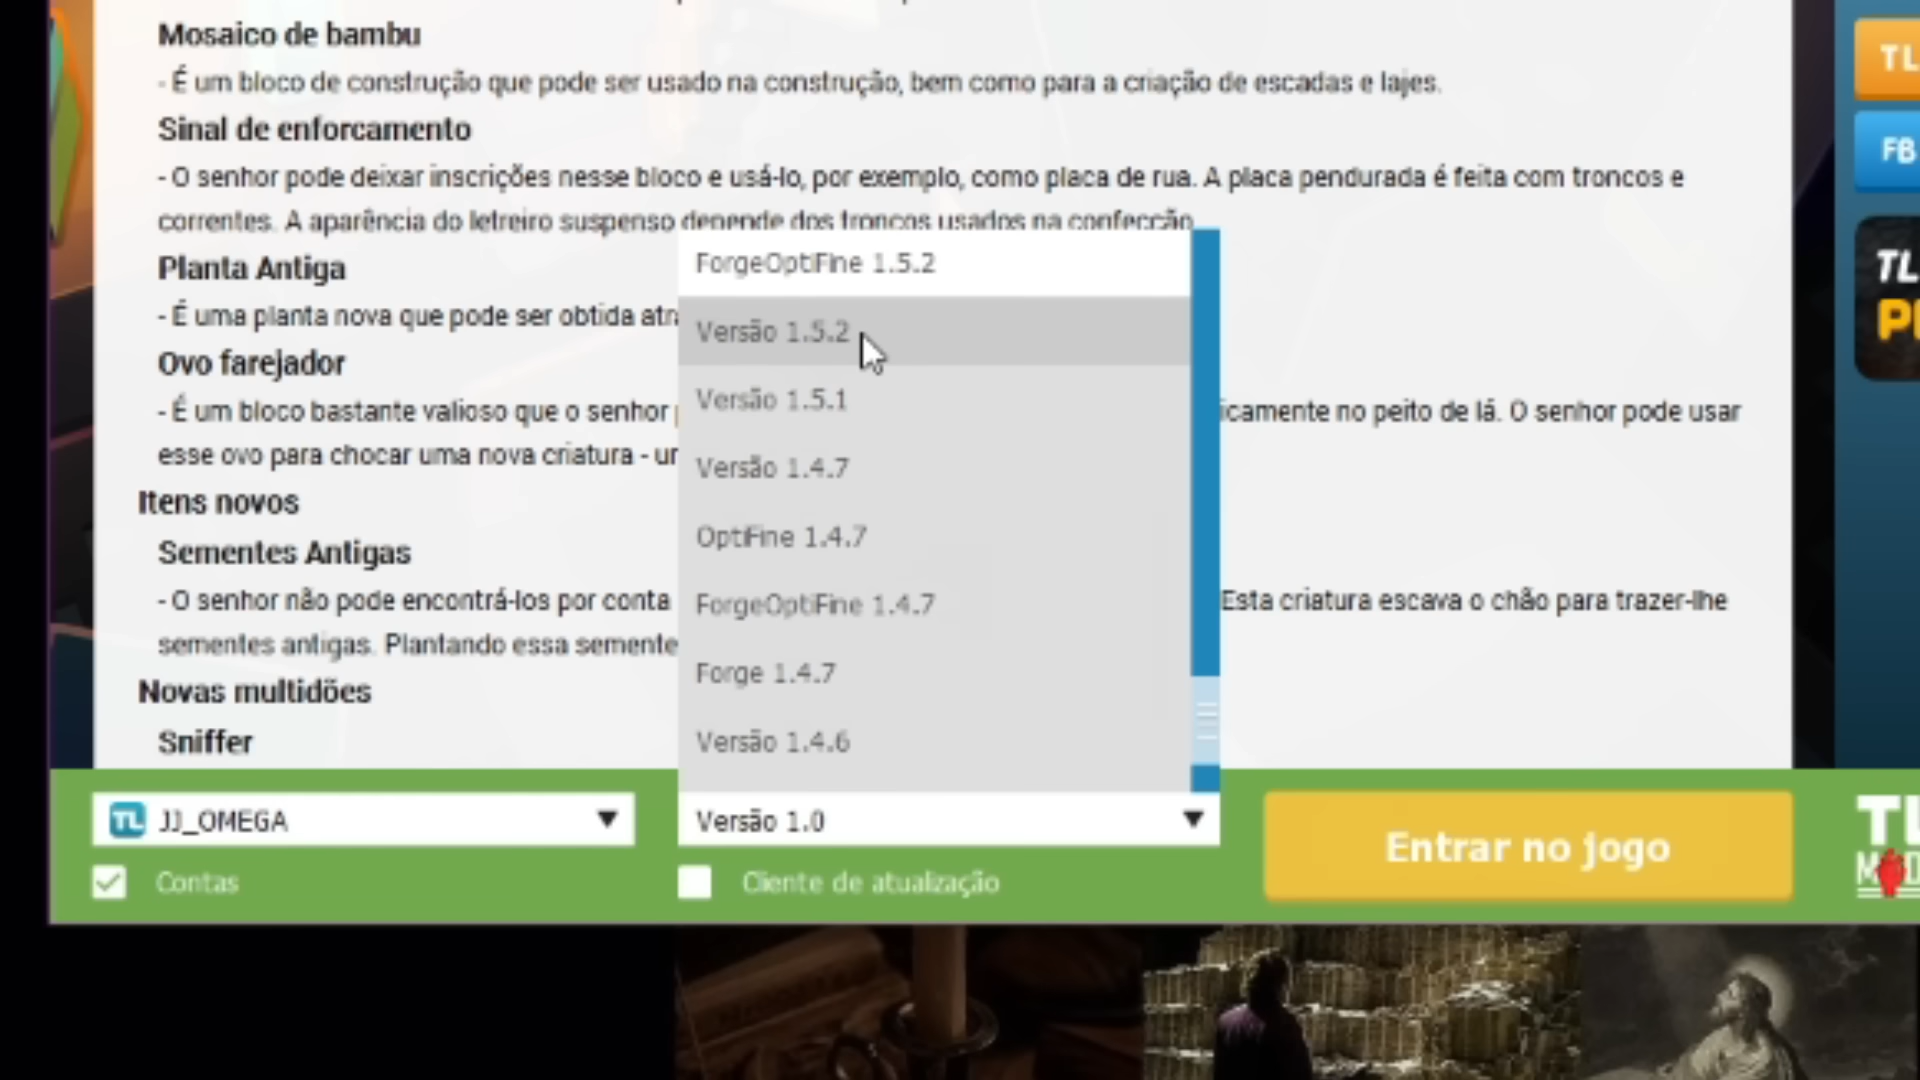 Mosaico de bambu
- É um bloco de construção que pode ser usado na construção, bem como para a criação de escadas e lajes.
Sinal de enforcamento
- O senhor pode deixar inscrições nesse bloco e usá-lo, por exemplo, como placa de rua. A placa pendurada é feita com troncos e
correntes. A aparência do letreiro suspenso depende dos troncos usados na confecção
Planta Antiga
- É uma planta nova que pode ser obtida
Ovo farejador
- É um bloco bastante valioso que o senhor
icamente no peito de lá. O senhor pode usar
esse ovo para chocar uma nova criatura -
Itens novos
Sementes Antigas
- O senhor não pode encontrá-los por conta
Esta criatura escava o chão para trazer-lhe
sementes antigas. Plantando essa semente
Novas multidões
Sniffer
ForgeOptiFine 1.5.2
Versão 1.5.2
Versão 1.5.1
Versão 1.4.7
OptiFine 1.4.7
ForgeOptiFine 1.4.7
Forge 1.4.7
Versão 1.4.6
TL JJ_OMEGA
Versão 1.0
Entrar no jogo
Contas
Cliente de atualização
TL
FB
TL